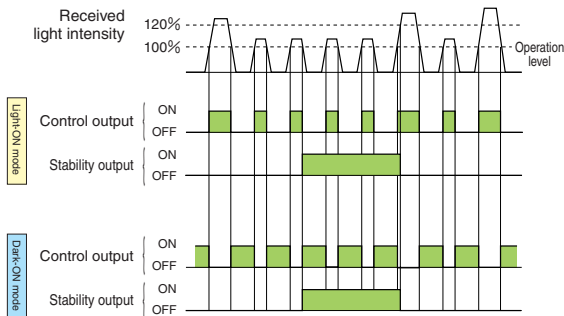 Received
light intensity
120%
100%
Operation
level
Light-ON mode
Control output
ON
OFF
Stability output
ON
OFF
Dark-ON mode
Control output
ON
OFF
Stability output
ON
OFF